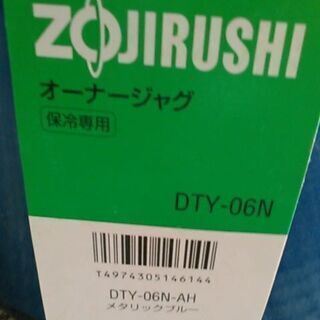 ZOJIRUSHI
オーナージャグ
保冷専用
DTY-06N
T4974305146144
DTY-06N-AH
メタリックブルー